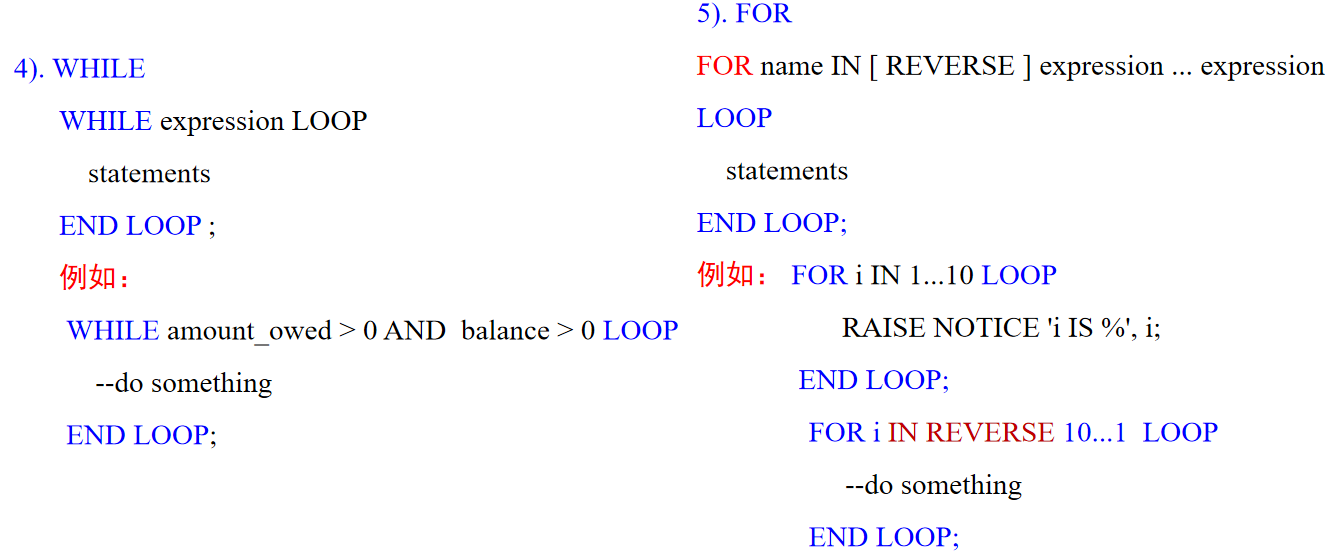 4). WHILE
WHILE expression LOOP
statements
END LOOP ;
例如：
WHILE amount_owed > 0 AND  balance > 0 LOOP
--do something
END LOOP;
5). FOR
FOR name IN [ REVERSE ] expression ... expression
LOOP
statements
END LOOP;
例如： FOR i IN 1...10 LOOP
RAISE NOTICE 'i IS %', i;
END LOOP;
FOR i IN REVERSE 10...1  LOOP
--do something
END LOOP;